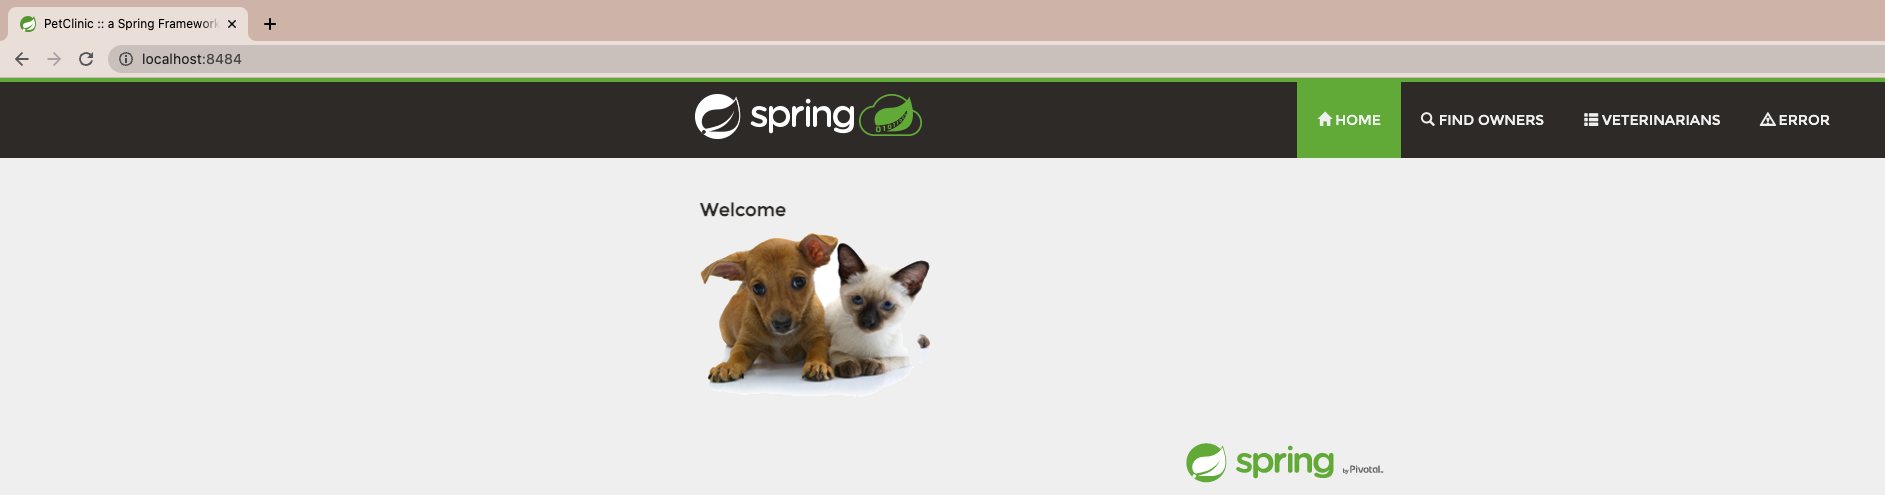 PetClinic :: a Spring Framework
localhost:8484
spring
HOME
FIND OWNERS
VETERINARIANS
ERROR
Welcome
spring by Pivotal.